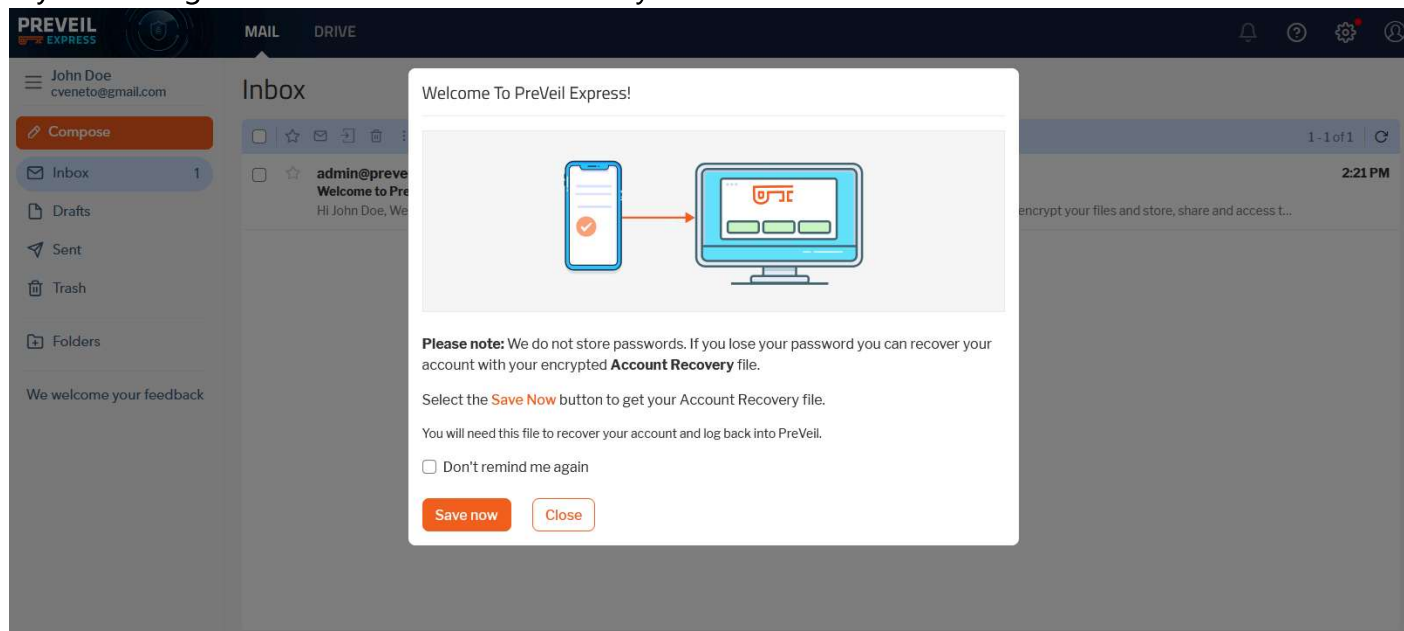 PREVEIL
EXPRESS
MAIL DRIVE
John Doe
cveneto@gmail.com
Compose
Inbox 1
Drafts
Sent
Trash
Folders
We welcome your feedback
Inbox
1-1 of 1
admin@preve
2:21 PM
Welcome to Pre
Hi John Doe, We
encrypt your files and store, share and access t...
Welcome To PreVeil Express!
Please note: We do not store passwords. If you lose your password you can recover your
account with your encrypted Account Recovery file.
Select the Save Now button to get your Account Recovery file.
You will need this file to recover your account and log back into PreVeil.
Don't remind me again
Save now Close